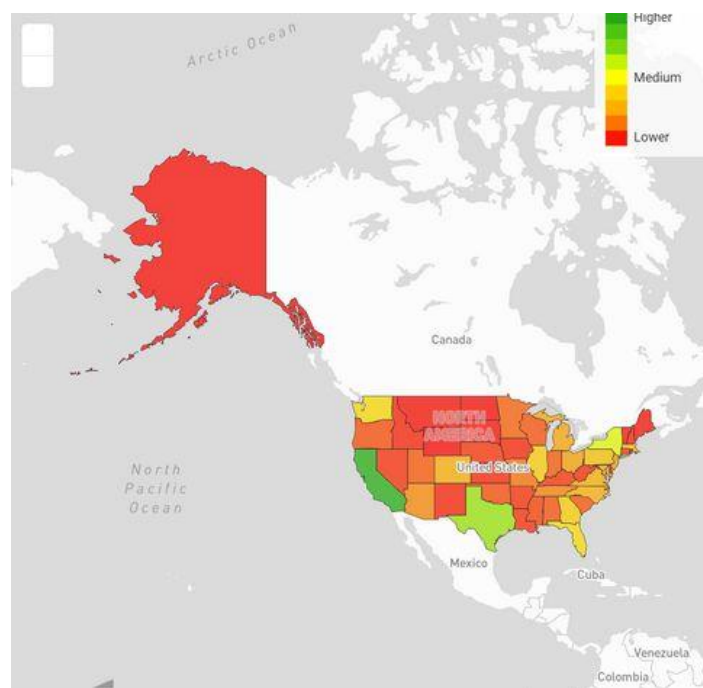 Higher
Arctic Ocean
Medium
Lower
Canada
NORTH
AMERICA
United States
North
Pacific
Ocean
Mexico
Cuba
Venezuela
Colombia